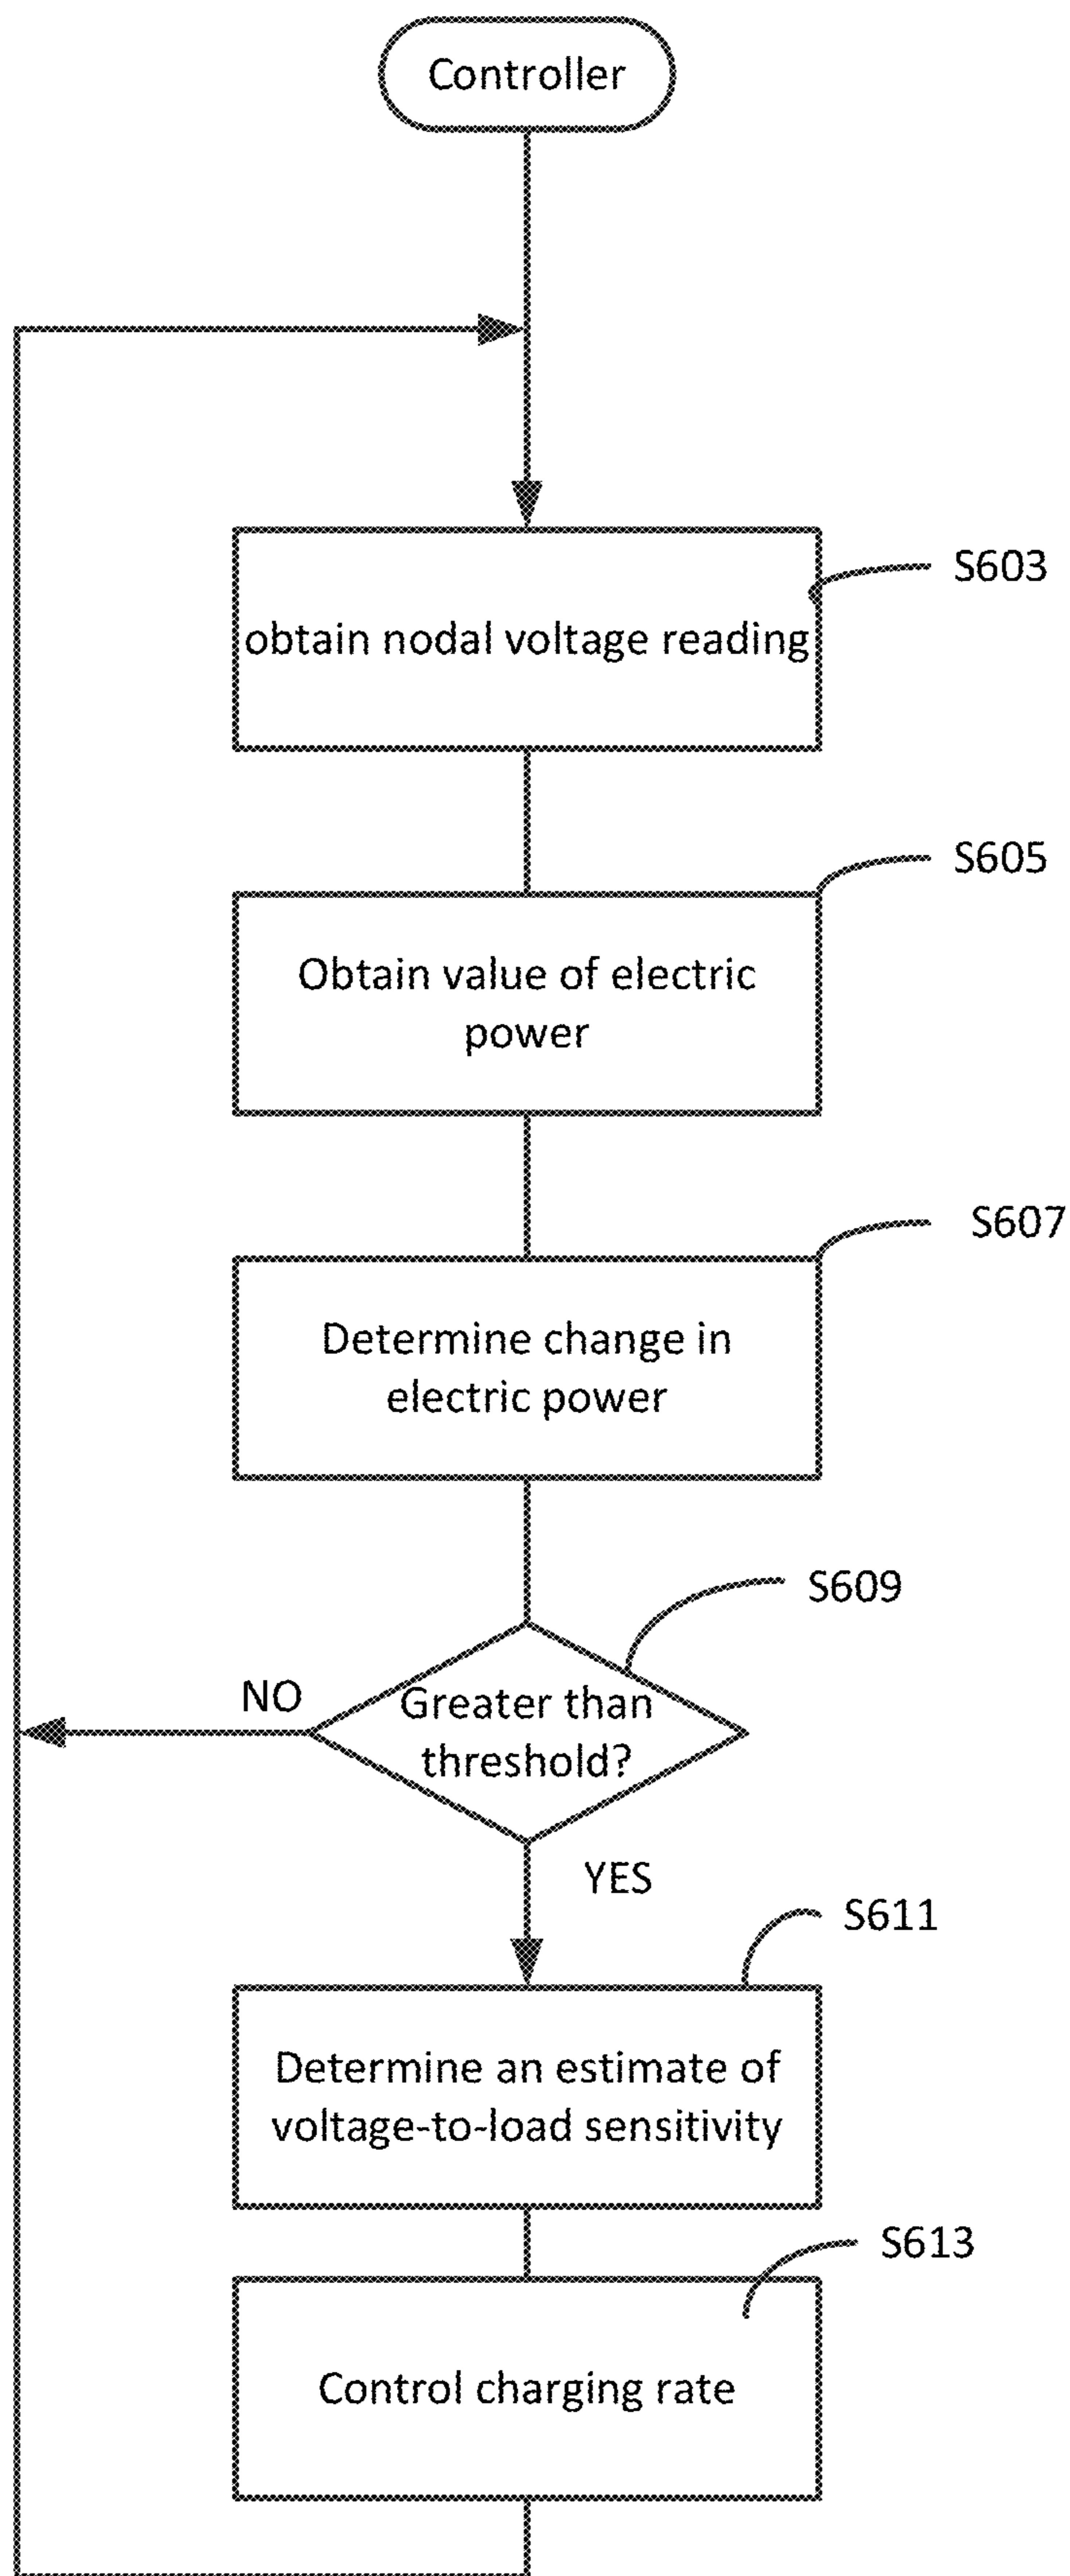 Controller
S603
obtain nodal voltage reading
S605
Obtain value of electric
power
S607
Determine change in
electric power
S609
NO
Greater than
threshold?
YES
S611
Determine an estimate of
voltage-to-load sensitivity
S613
Control charging rate